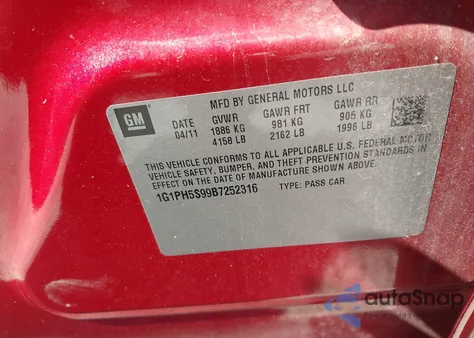 MFD BY GENERAL MOTORS LLC
GM
04/11
GVWR GAWR FRT GAWR RR
1886 KG 981 KG 905 KG
4158 LB 2162 LB 1996 LB
THIS VEHICLE CONFORMS TO ALL APPLICABLE U.S. FEDERAL MOTOR
VEHICLE SAFETY, BUMPER, AND THEFT PREVENTION STANDARDS IN
EFFECT ON THE DATE OF MANUFACTURE SHOWN ABOVE.
1G1PH5S99B7252316 TYPE: PASS CAR
autoSnap